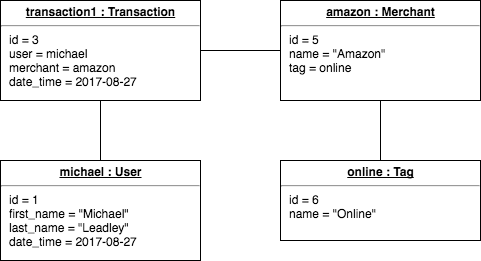 transaction1 : Transaction
id = 3
user = michael
merchant = amazon
date_time = 2017-08-27
amazon : Merchant
id = 5
name = "Amazon"
tag = online
michael : User
id = 1
first_name = "Michael"
last_name = "Leadley"
date_time = 2017-08-27
online : Tag
id = 6
name = "Online"